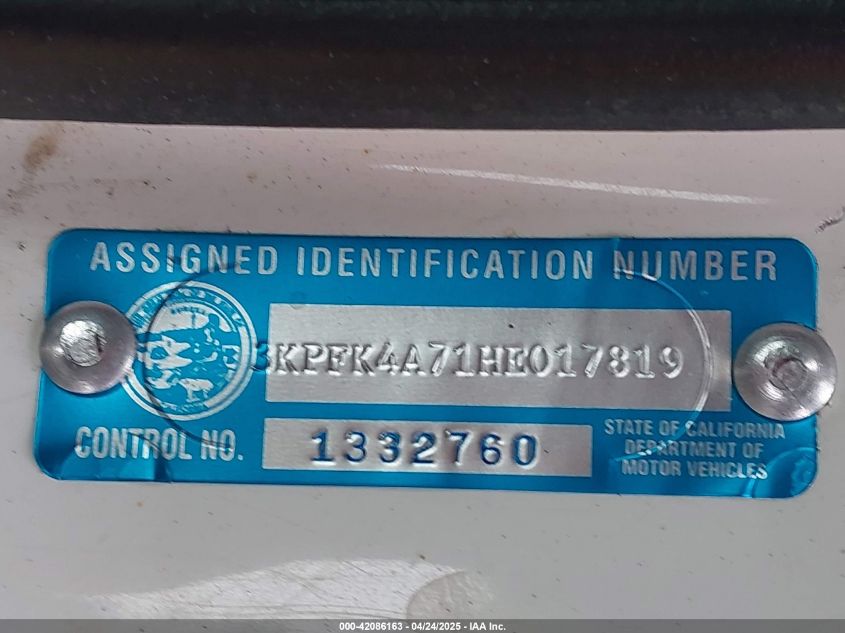 ASSIGNED IDENTIFICATION NUMBER
3KPFK4A71HE017819
CONTROL NO. 1332760
STATE OF CALIFORNIA
DEPARTMENT OF
MOTOR VEHICLES
000-42086163 - 04/24/2025 - IAA Inc.